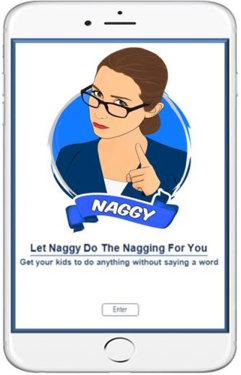 NAGGY
Let Naggy Do The Nagging For You
Get your kids to do anything without saying a word
Enter